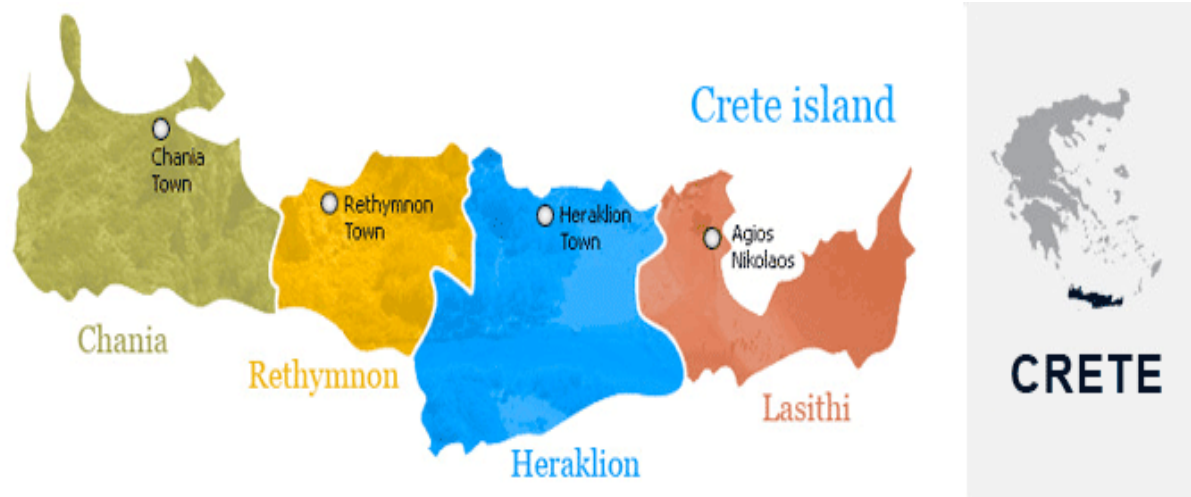 Crete island
Chania
Town
Rethymnon
Town
Heraklion
Town
Agios
Nikolaos
Chania
Rethymnon
Heraklion
Lasithi
CRETE